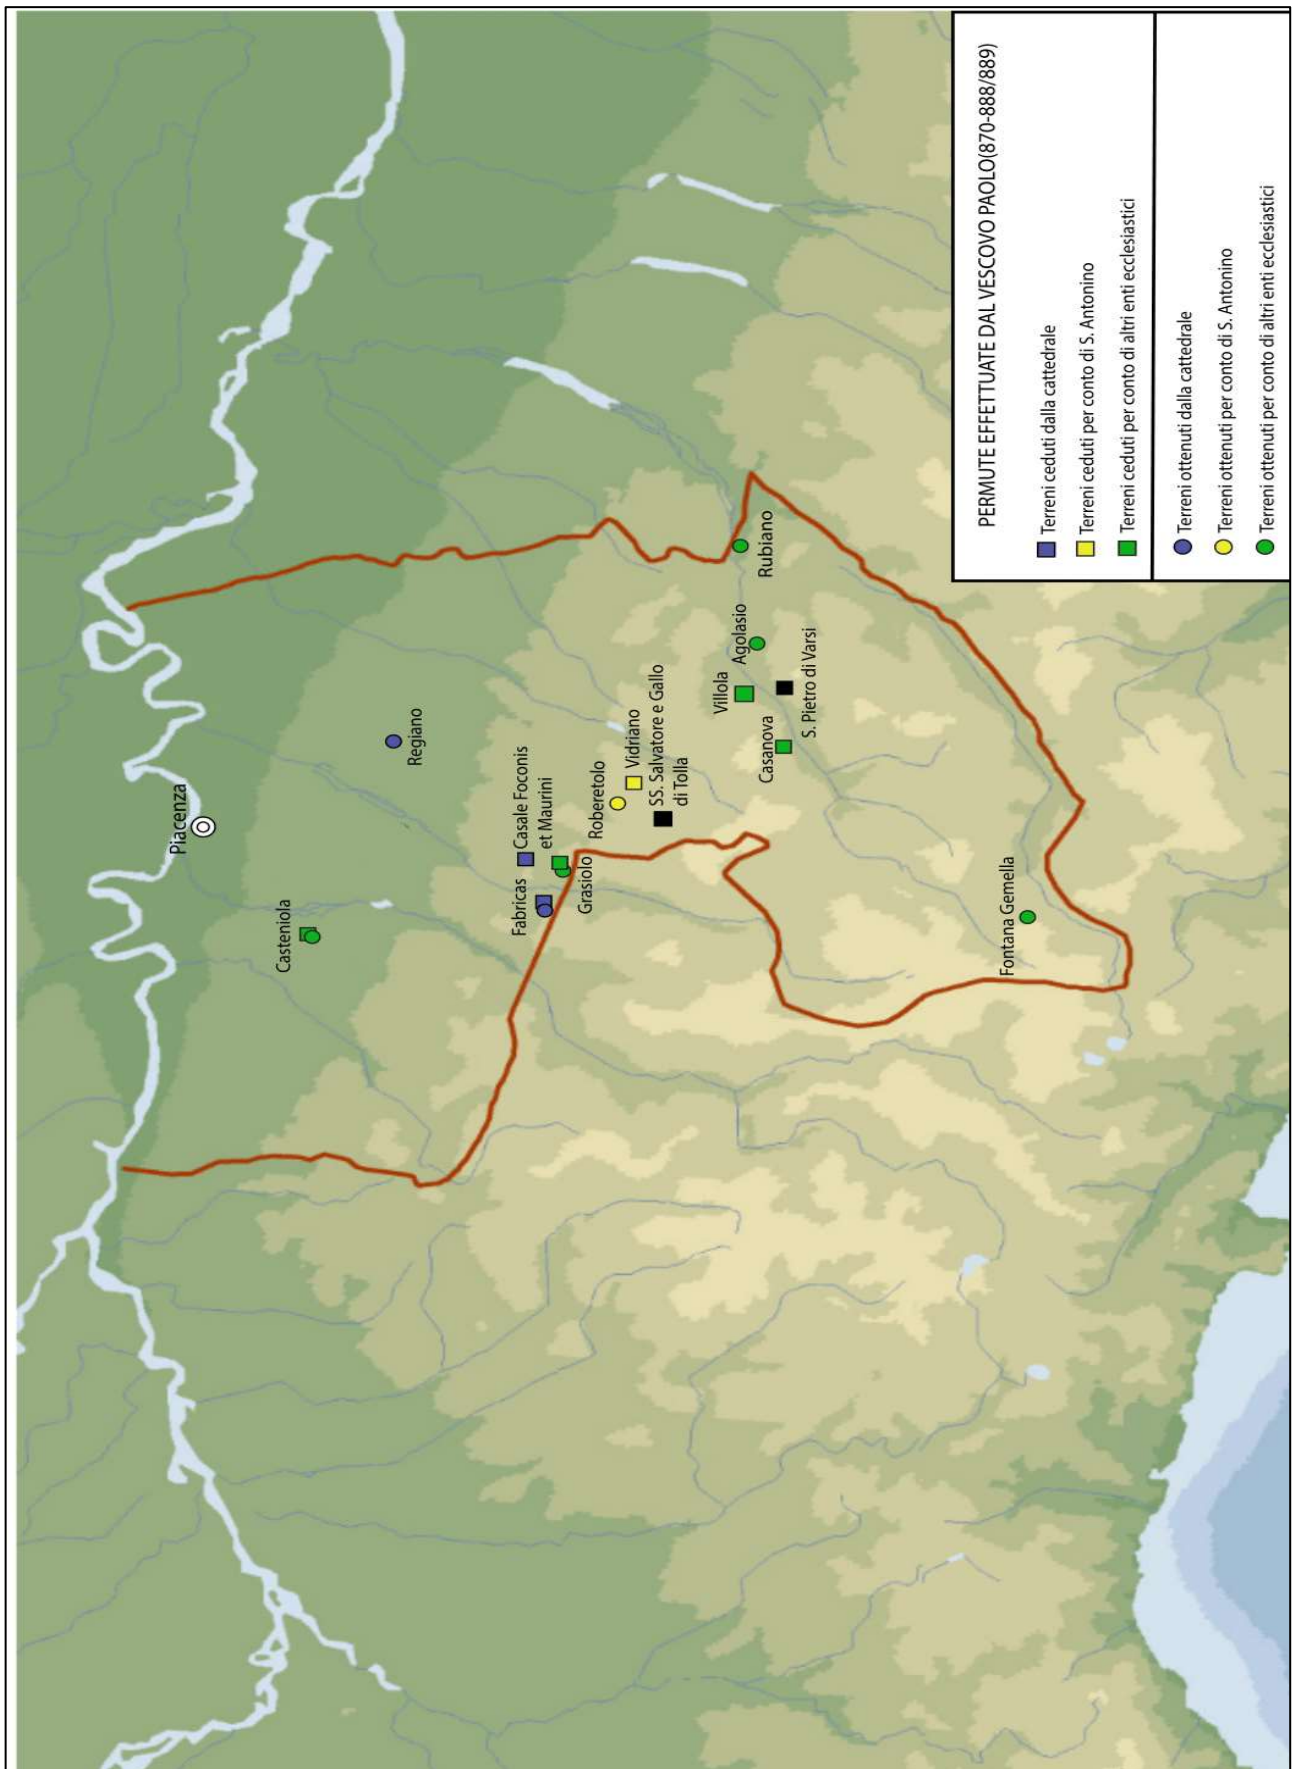 PERMUTE EFFETTUATE DAL VESCOVO PAOLO(870-888/889)
Terreni ceduti dalla cattedrale
Terreni ceduti per conto di S. Antonino
Terreni ceduti per conto di altri enti ecclesiastici
Terreni ottenuti dalla cattedrale
Terreni ottenuti per conto di S. Antonino
Terreni ottenuti per conto di altri enti ecclesiastici
Piacenza
Casteniola
Regiano
Fabricas
Casale Foconis
et Maurini
Grasiolo
Roberetolo
Vidriano
SS. Salvatore e Gallo
di Tolla
Villola
Agolasio
Rubiano
Casanova
S. Pietro di Varsi
Fontana Gemella